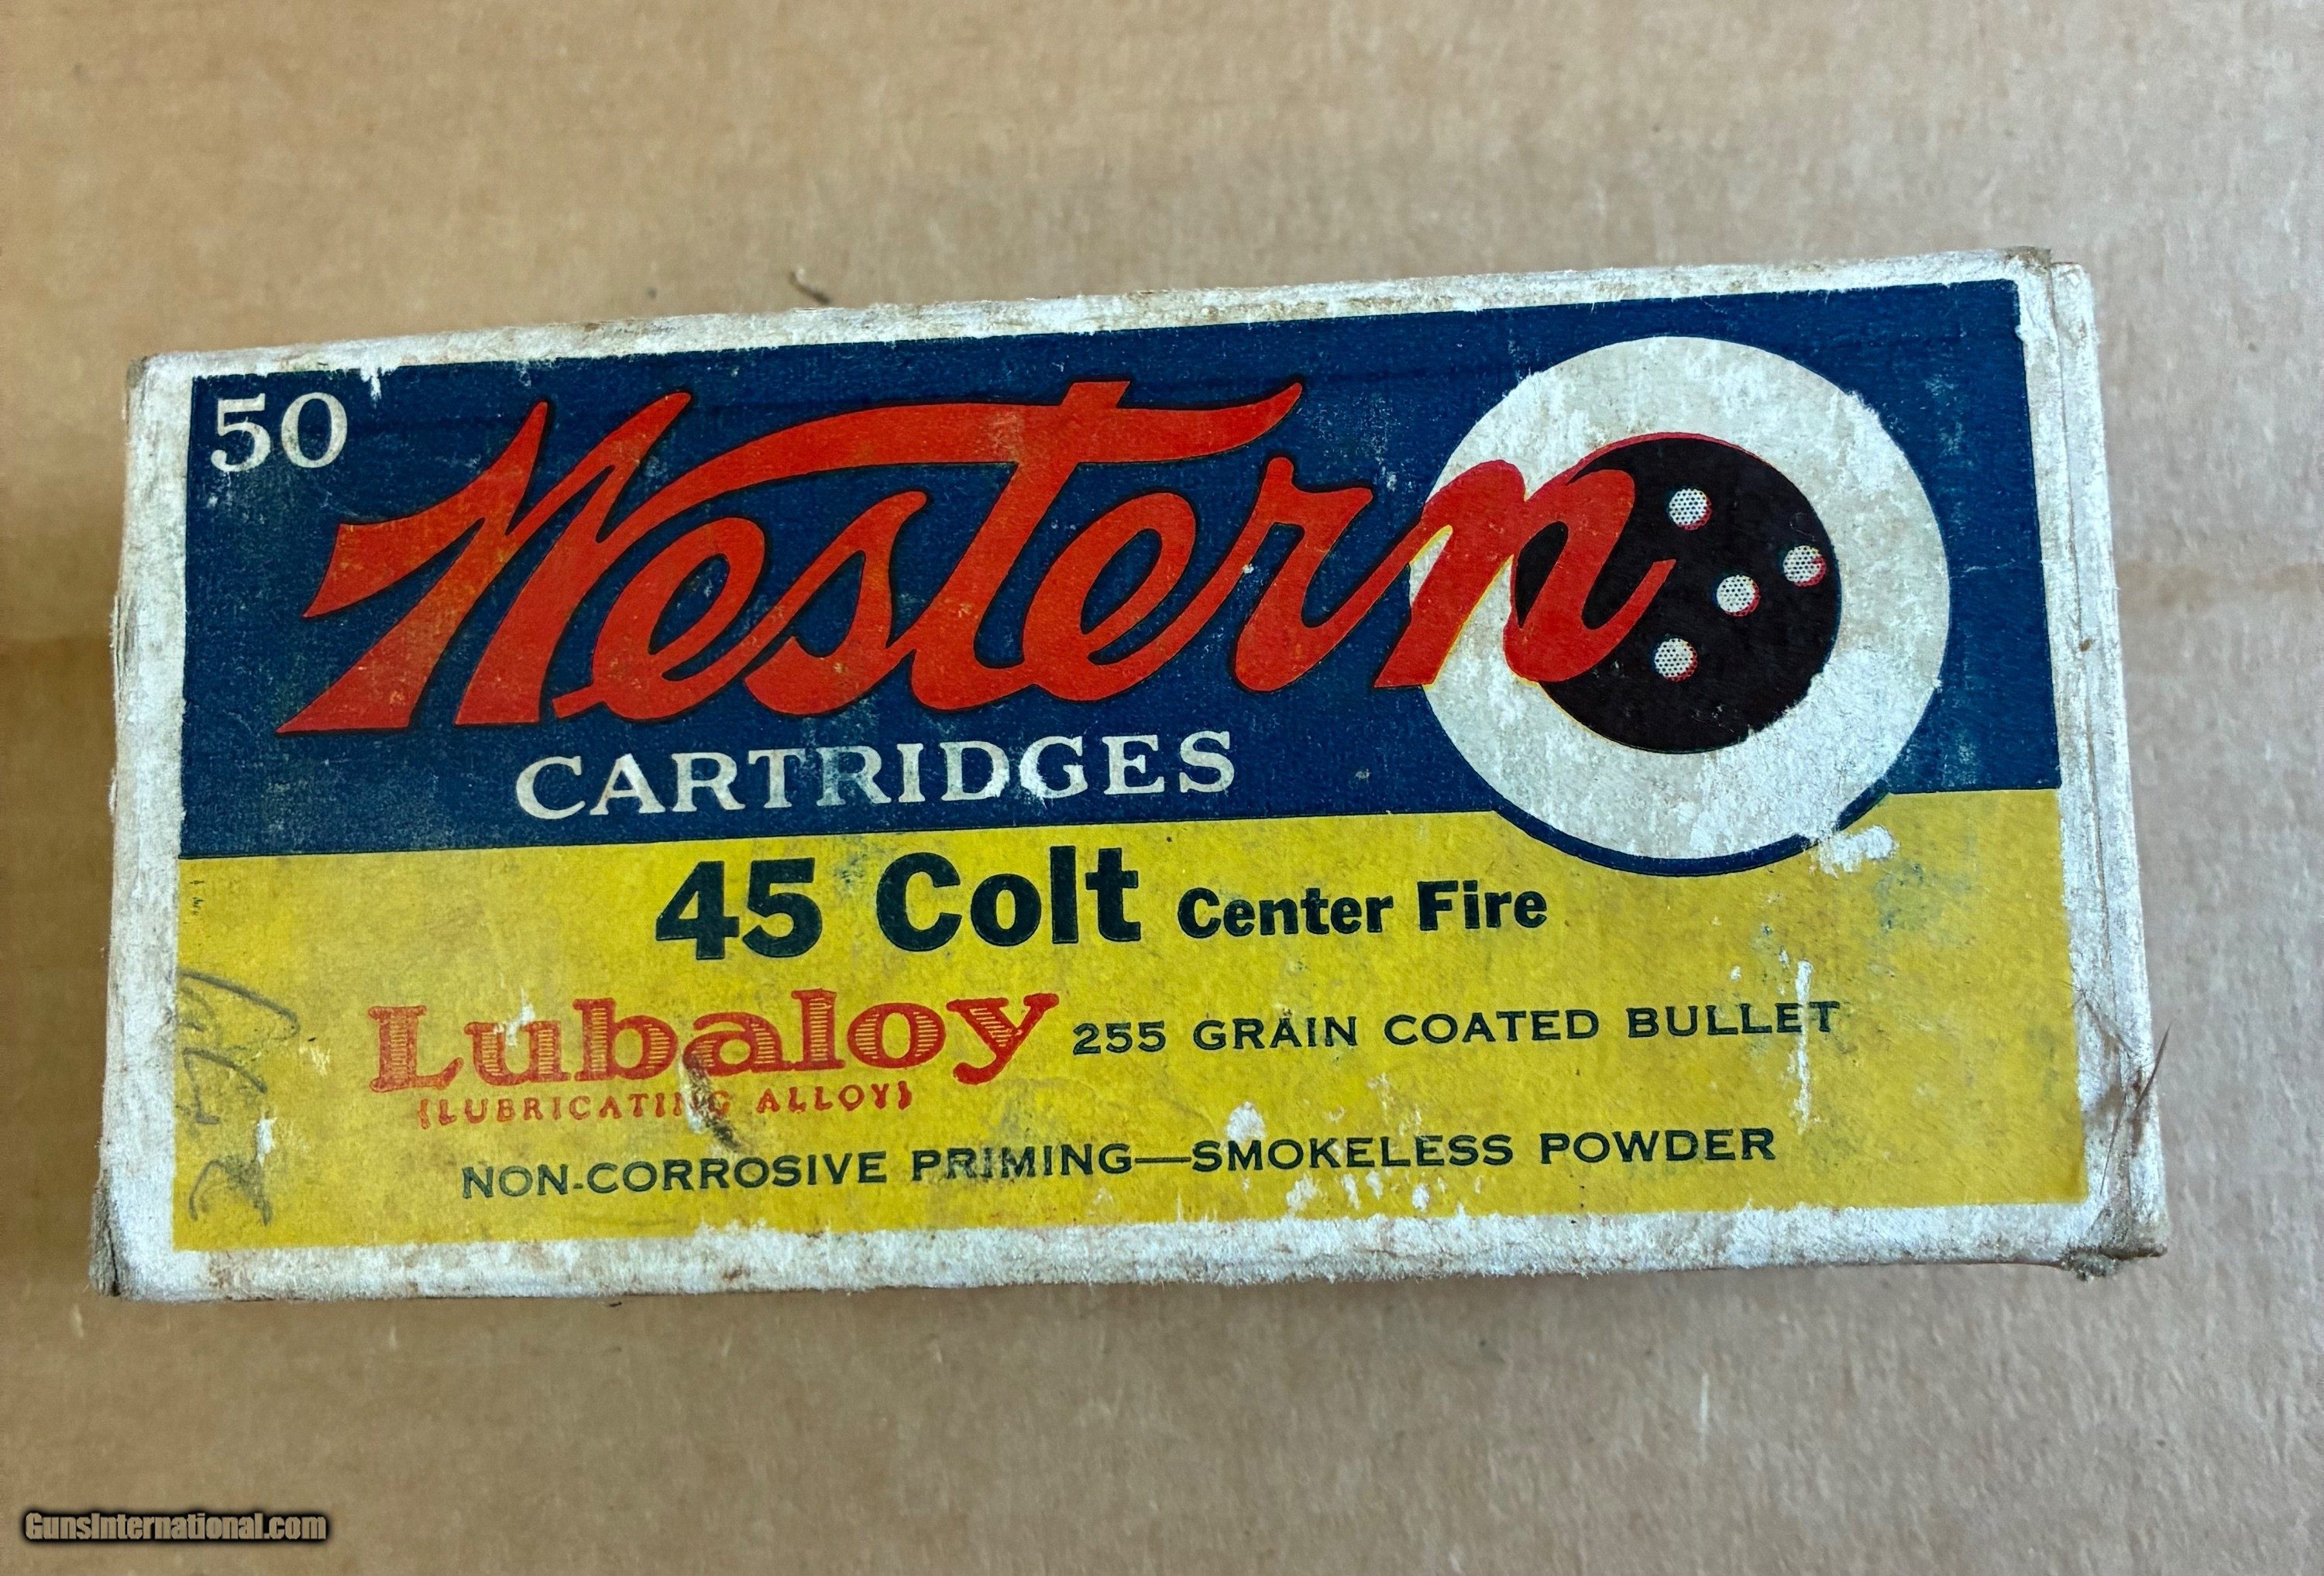 50
Western
CARTRIDGES
45 Colt Center Fire
Lubaloy 255 GRAIN COATED BULLET
{LUBRICATING ALLOY}
NON-CORROSIVE PRIMING—SMOKELESS POWDER
GunsInternational.com